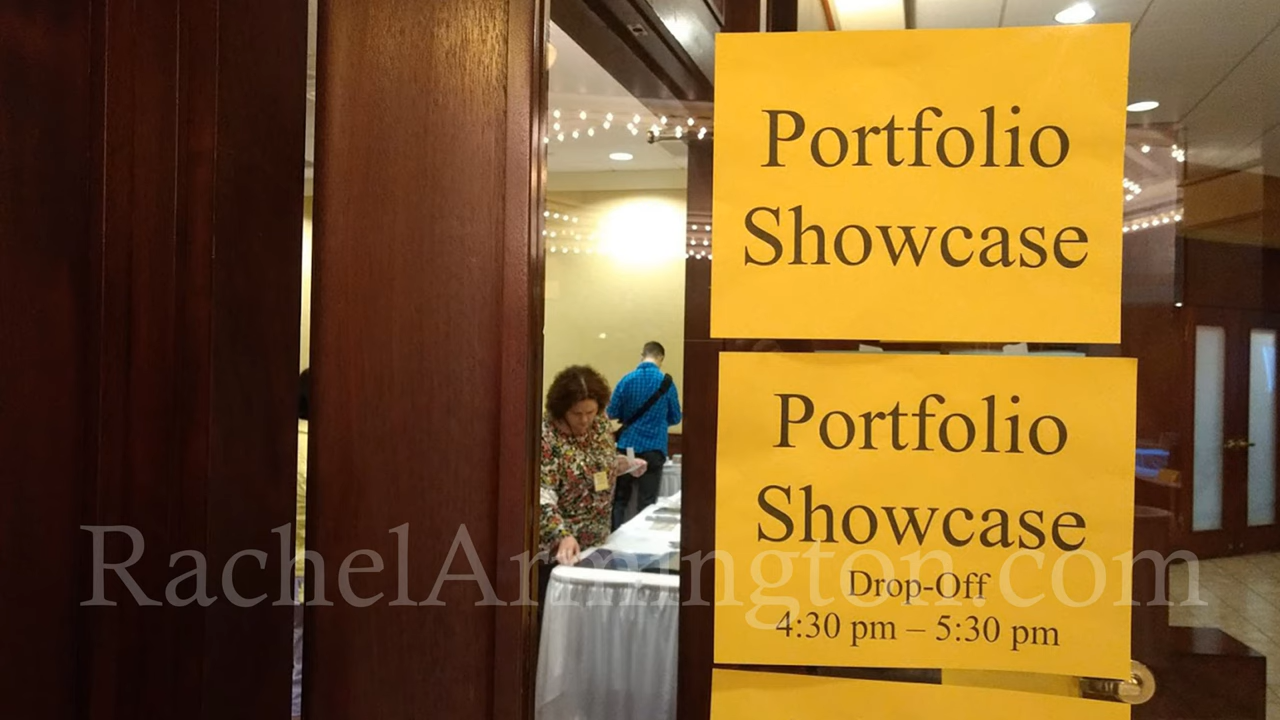 Portfolio
Showcase
Portfolio
Showcase
Drop-Off
4:30 pm – 5:30 pm
RachelArmington.com